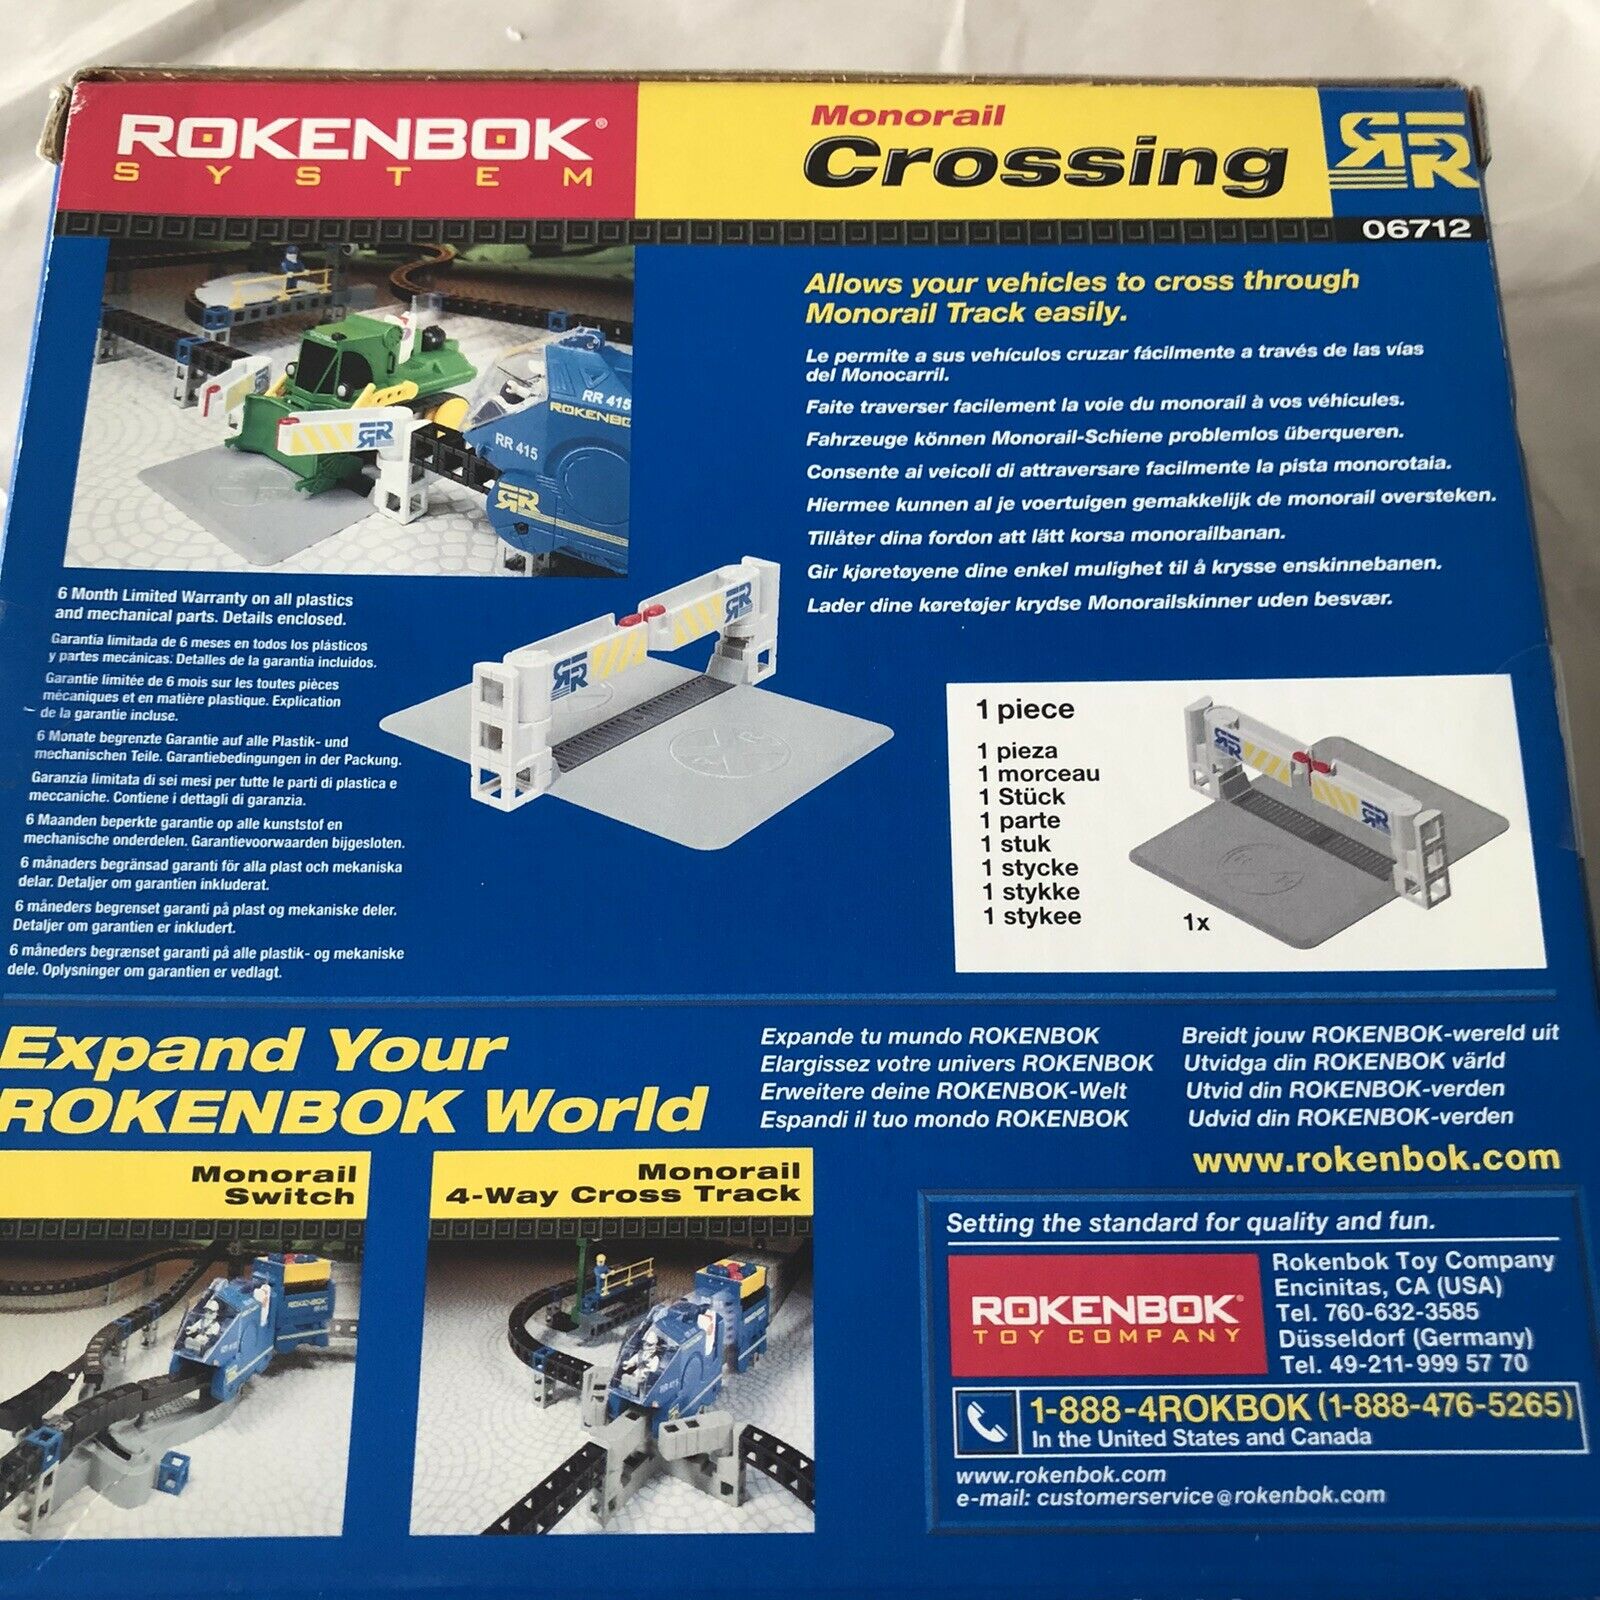 ROKENBOK®
SYSTEM
Monorail
Crossing
RR
06712
Allows your vehicles to cross through
Monorail Track easily.
Le permite a sus vehículos cruzar fácilmente a través de las vías
del Monocarril.
Faite traverser facilement la voie du monorail à vos véhicules.
Fahrzeuge können Monorail-Schiene problemlos überqueren.
Consente ai veicoli di attraversare facilmente la pista monorotaia.
Hiermee kunnen al je voertuigen gemakkelijk de monorail oversteken.
Tillåter dina fordon att lätt korsa monorailbanan.
Gir kjøretøyene dine enkel mulighet til å krysse enskinnebanen.
Lader dine køretøjer krydse Monorailskinner uden besvær.
RR 415
RR 415
6 Month Limited Warranty on all plastics
and mechanical parts. Details enclosed.
Garantía limitada de 6 meses en todos los plásticos
y partes mecánicas. Detalles de la garantía incluidos.
Garantie limitée de 6 mois sur les toutes pièces
mécaniques et en matière plastique. Explication
de la garantie incluse.
6 Monate begrenzte Garantie auf alle Plastik- und
mechanischen Teile. Garantiebedingungen in der Packung.
Garanzia limitata di sei mesi per tutte le parti di plastica e
meccaniche. Contiene i dettagli di garanzia.
6 Maanden beperkte garantie op alle kunststof en
mechanische onderdelen. Garantievoorwaarden bijgesloten.
6 månaders begränsad garanti för alla plast och mekaniska
delar. Detaljer om garantien inkluderat.
6 måneders begrenset garanti på plast og mekaniske deler.
Detaljer om garantien er inkludert.
6 måneders begrænset garanti på alle plastik- og mekaniske
dele. Oplysninger om garantien er vedlagt.
1 piece
1 pieza
1 morceau
1 Stück
1 parte
1 stuk
1 stycke
1 stykke
1 stykee
1x
Expand Your
ROKENBOK World
Expande tu mundo ROKENBOK
Elargissez votre univers ROKENBOK
Erweitere deine ROKENBOK-Welt
Espandi il tuo mondo ROKENBOK
Breidt jouw ROKENBOK-wereld uit
Utvidga din ROKENBOK värld
Utvid din ROKENBOK-verden
Udvid din ROKENBOK-verden
www.rokenbok.com
Monorail
Switch
Monorail
4-Way Cross Track
Setting the standard for quality and fun.
ROKENBOK®
TOY COMPANY
Rokenbok Toy Company
Encinitas, CA (USA)
Tel. 760-632-3585
Düsseldorf (Germany)
Tel. 49-211-999 57 70
1-888-4ROKBOK (1-888-476-5265)
In the United States and Canada
www.rokenbok.com
e-mail: customerservice@rokenbok.com